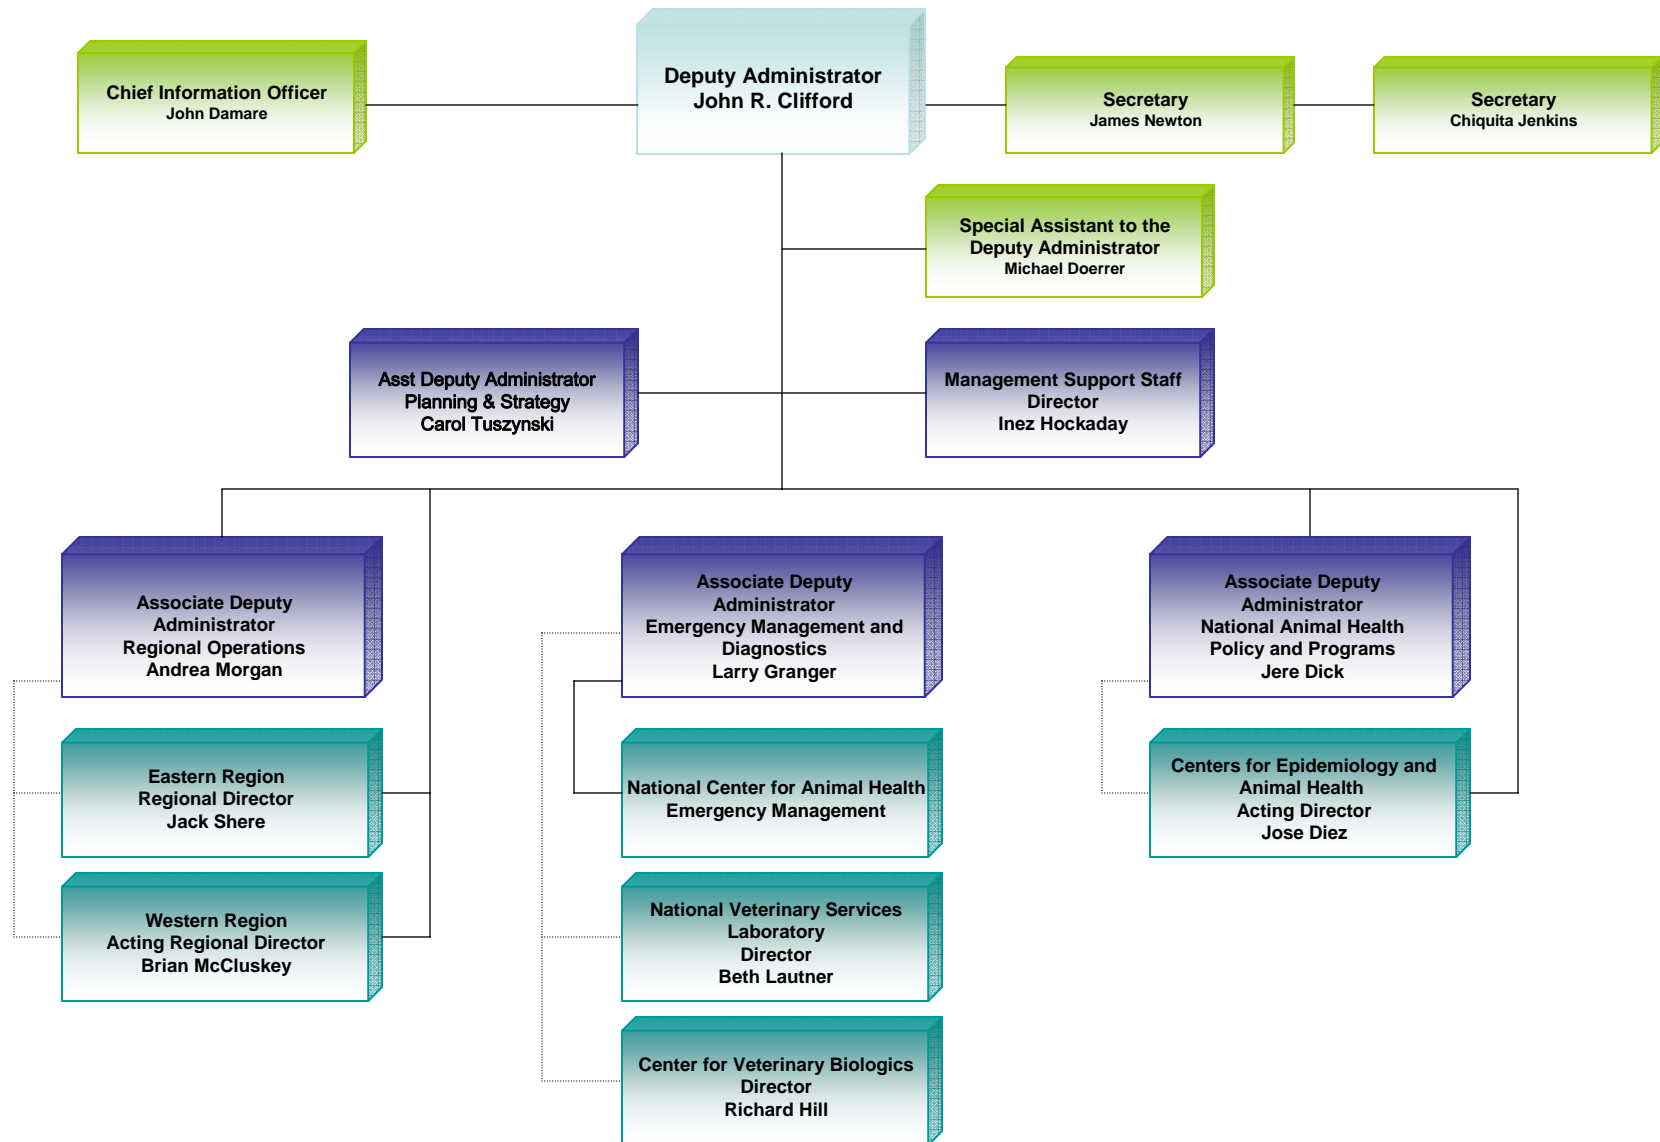 Chief Information Officer
John Damare
Deputy Administrator
John R. Clifford
Secretary
James Newton
Secretary
Chiquita Jenkins
Special Assistant to the
Deputy Administrator
Michael Doerrer
Asst Deputy Administrator
Planning & Strategy
Carol Tuszynski
Management Support Staff
Director
Inez Hockaday
Associate Deputy
Administrator
Regional Operations
Andrea Morgan
Associate Deputy
Administrator
Emergency Management and
Diagnostics
Larry Granger
Associate Deputy
Administrator
National Animal Health
Policy and Programs
Jere Dick
Eastern Region
Regional Director
Jack Shere
National Center for Animal Health
Emergency Management
Centers for Epidemiology and
Animal Health
Acting Director
Jose Diez
Western Region
Acting Regional Director
Brian McCluskey
National Veterinary Services
Laboratory
Director
Beth Lautner
Center for Veterinary Biologics
Director
Richard Hill